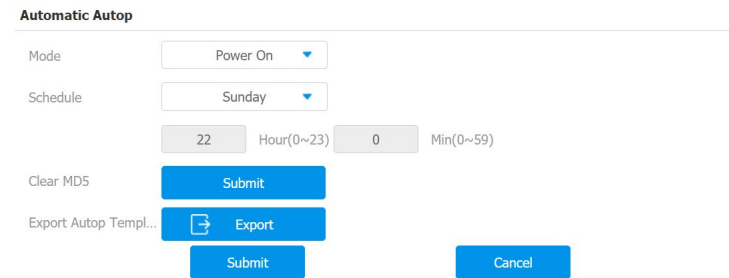 Automatic Autop
Mode Power On
Schedule Sunday
22 Hour(0~23) 0 Min(0~59)
Clear MD5 Submit
Export Autop Templ... Export
Submit Cancel